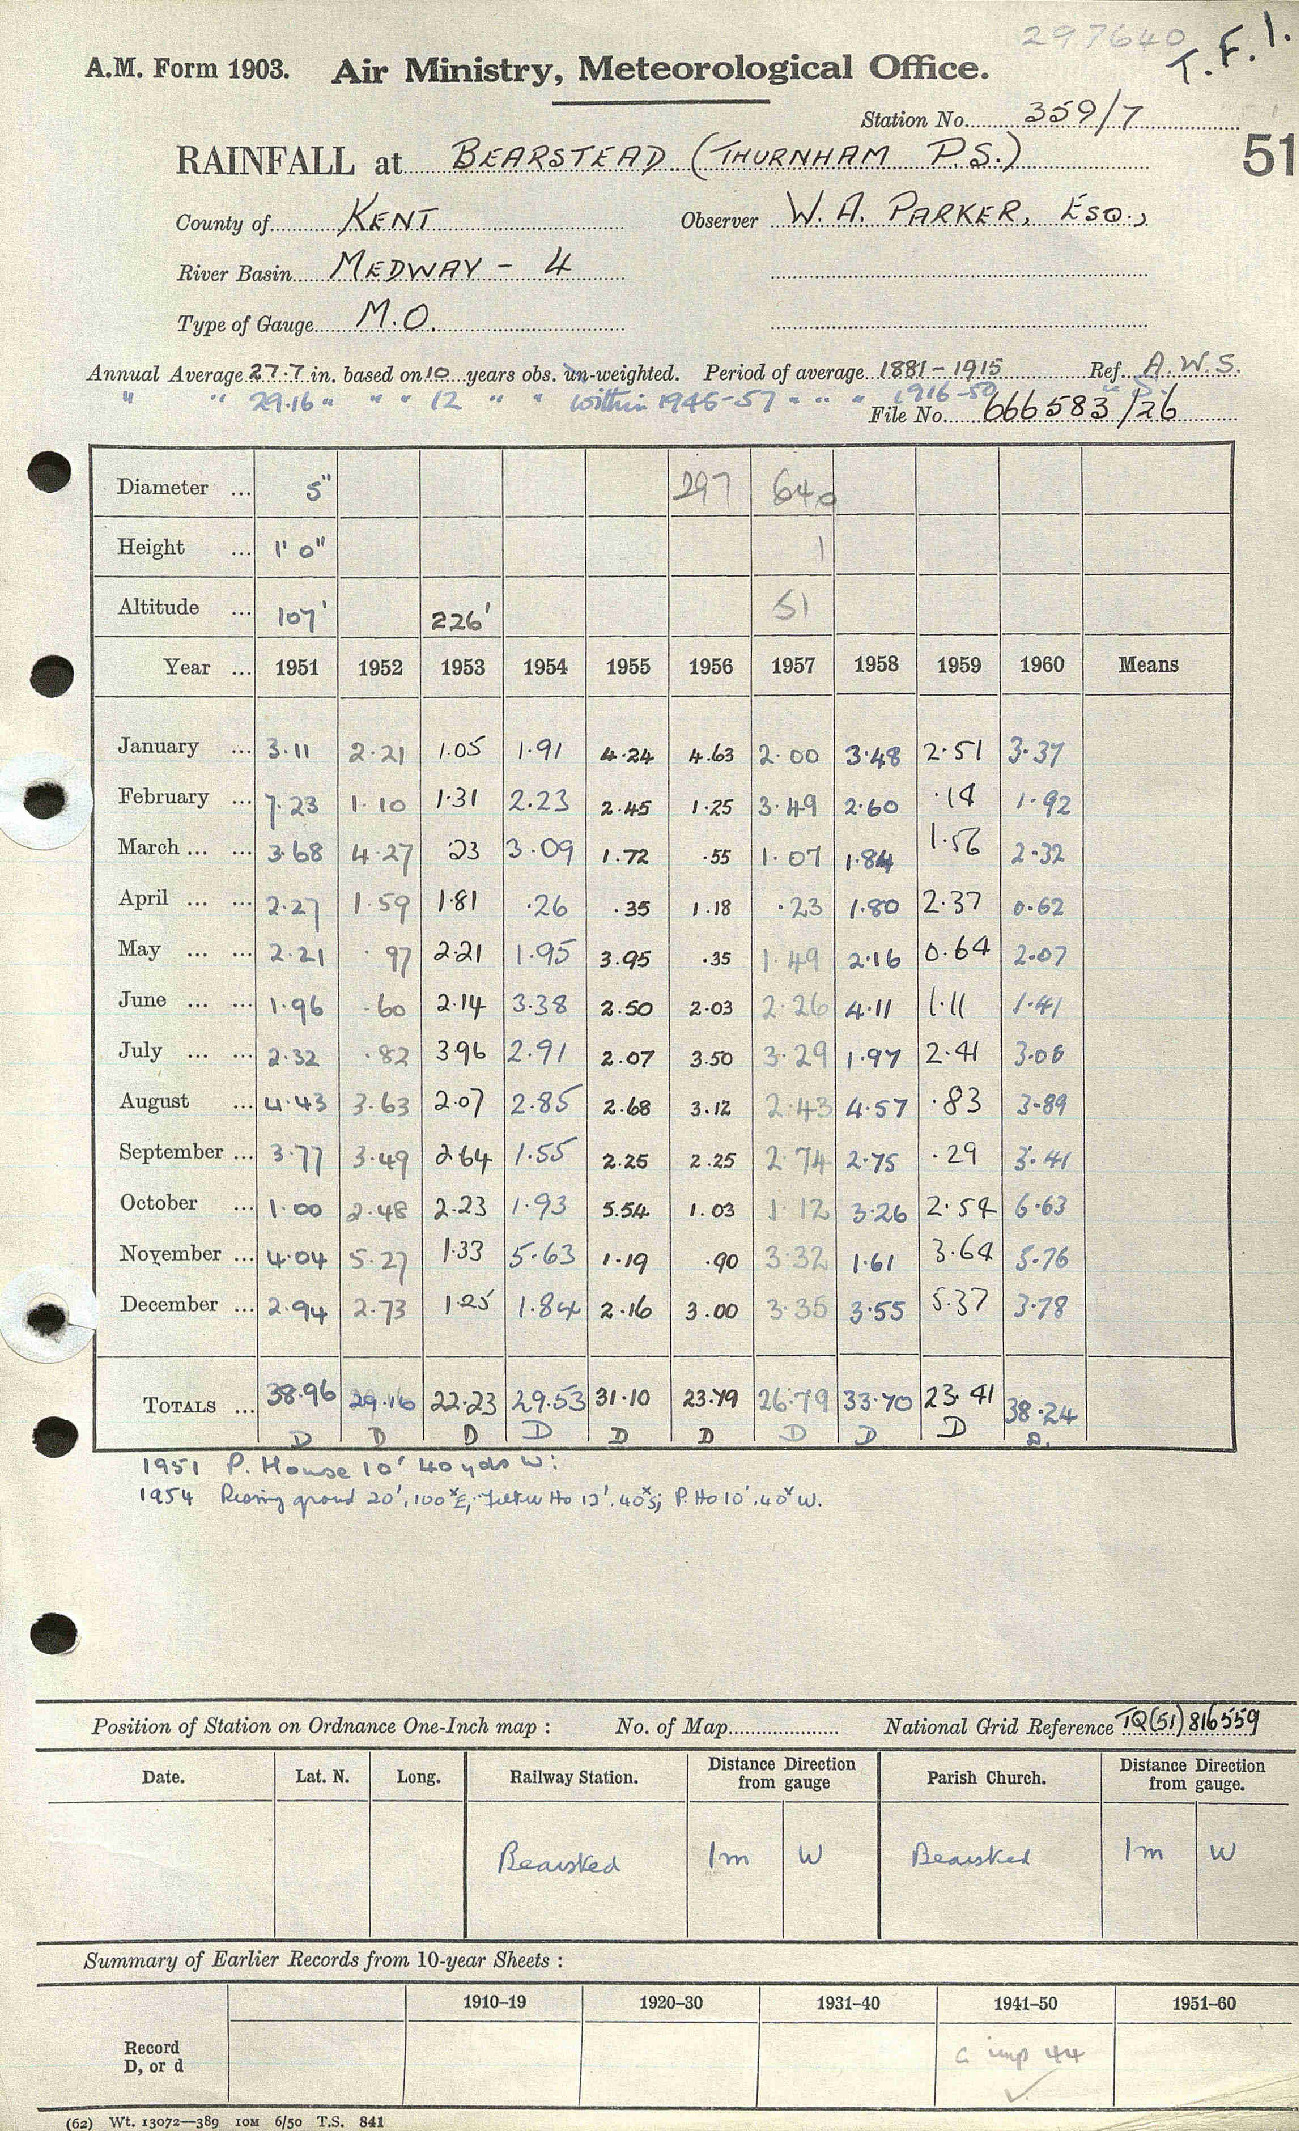 297640
T.F.1.
A.M. Form 1903. Air Ministry, Meteorological Office.
Station No. 359/7
51
RAINFALL at BEARSTEAD (THURNHAM P.S.)
County of KENT Observer W. A. PARKER, ESQ.,
River Basin MEDWAY - 4
Type of Gauge M.O.
Annual Average 27.7 in. based on 10 years obs. un-weighted. Period of average 1881-1915 Ref. A.W.S.
" " 29.16 " " " 12 " " within 1946-57 " " " 1916-50 " "
File No. 666583/26
Diameter ... 5" 297 640
Height ... 1' 0" 1
Altitude ... 107' 226' 51
Year ... 1951 1952 1953 1954 1955 1956 1957 1958 1959 1960 Means
January ... 3.11 2.21 1.05 1.91 4.24 4.63 2.00 3.48 2.51 3.37
February ... 7.23 1.10 1.31 2.23 2.45 1.25 3.49 2.60 .14 1.92
March ... ... 3.68 4.27 .23 3.09 1.72 .55 1.07 1.84 1.56 2.32
April ... ... 2.27 1.59 1.81 .26 .35 1.18 .23 1.80 2.37 0.62
May ... ... 2.21 .97 2.21 1.95 3.95 .35 1.49 2.16 0.64 2.07
June ... ... 1.96 .60 2.14 3.38 2.50 2.03 2.26 4.11 1.11 1.41
July ... ... 2.32 .82 3.96 2.91 2.07 3.50 3.29 1.97 2.41 3.06
August ... 4.43 3.63 2.07 2.85 2.68 3.12 2.43 4.57 .83 3.89
September ... 3.77 3.49 2.64 1.55 2.25 2.25 2.74 2.75 .29 3.41
October ... 1.00 2.48 2.23 1.93 5.54 1.03 1.12 3.26 2.54 6.63
November ... 4.04 5.27 1.33 5.63 1.19 .90 3.32 1.61 3.64 5.76
December ... 2.94 2.73 1.25 1.84 2.16 3.00 3.35 3.55 5.37 3.78
TOTALS ... 38.96 29.16 22.23 29.53 31.10 23.79 26.79 33.70 23.41 38.24
D D D D D D D D D D.
1951 P. House 10' 40 yds W:
1954 Rising ground 20', 100ˣE; Filter Ho 12'. 40ˣS; P. Ho 10'. 40ˣ W.
Position of Station on Ordnance One-Inch map : No. of Map National Grid Reference TQ(51)816559
Date. Lat. N. Long. Railway Station. Distance from gauge Direction Parish Church. Distance from gauge. Direction
Bearsted 1m W Bearsted 1m W
Summary of Earlier Records from 10-year Sheets :
1910–19 1920–30 1931–40 1941–50 1951–60
Record D, or d imp 44
(62) Wt. 13072—389 10M 6/50 T.S. 841